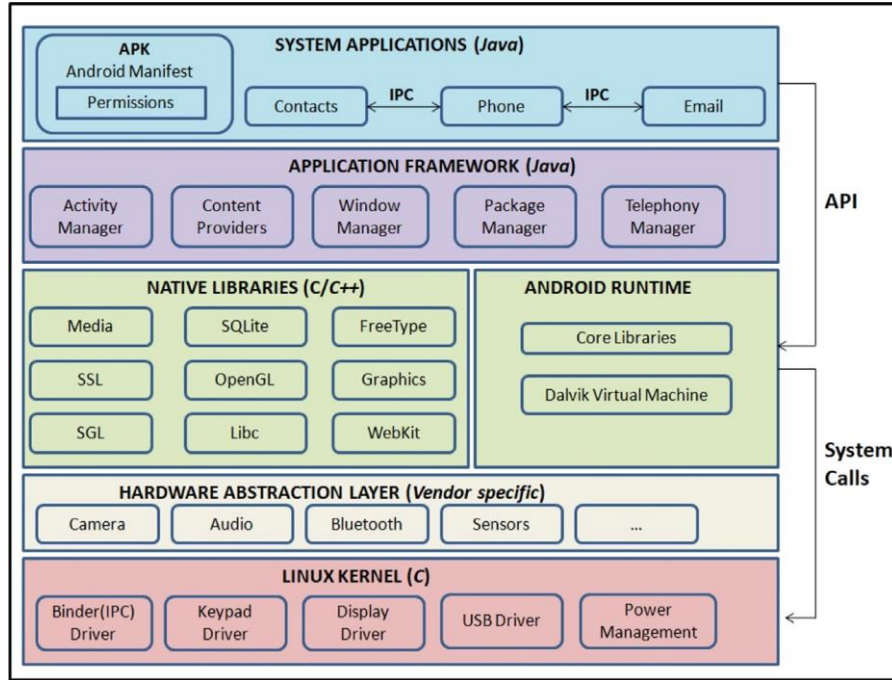 APK
Android Manifest
Permissions
SYSTEM APPLICATIONS (Java)
Contacts
IPC
Phone
IPC
Email
APPLICATION FRAMEWORK (Java)
Activity
Manager
Content
Providers
Window
Manager
Package
Manager
Telephony
Manager
API
NATIVE LIBRARIES (C/C++)
Media
SQLite
FreeType
SSL
OpenGL
Graphics
SGL
Libc
WebKit
ANDROID RUNTIME
Core Libraries
Dalvik Virtual Machine
System
Calls
HARDWARE ABSTRACTION LAYER (Vendor specific)
Camera
Audio
Bluetooth
Sensors
...
LINUX KERNEL (C)
Binder(IPC)
Driver
Keypad
Driver
Display
Driver
USB Driver
Power
Management